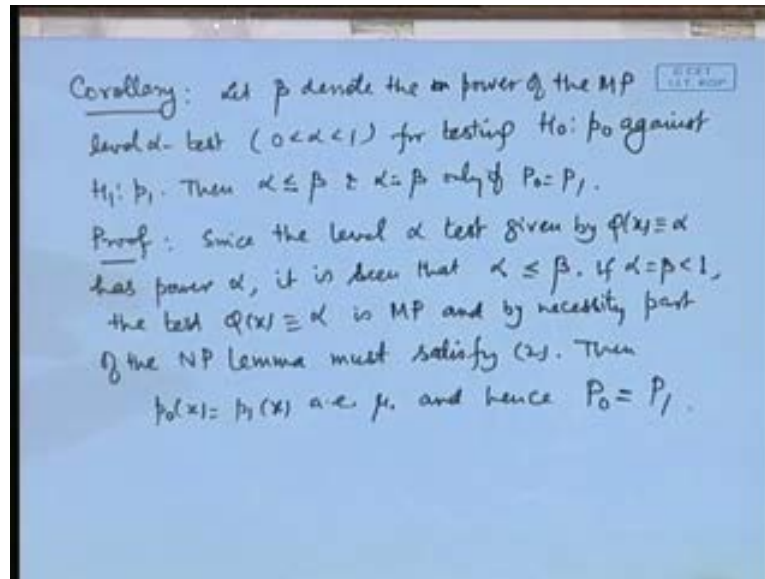 Corollary: Let β denote the power of the MP
level α- test (0<α<1) for testing H0: p0 against
H1: p1. Then α ≤ β & α=β only if P0=P1.
Proof: Since the level α test given by φ(x)≡α
has power α, it is seen that α ≤ β. If α=β<1,
the test φ(x)≡α is MP and by necessity part
of the NP Lemma must satisfy (2). Then
p0(x)= p1(x) a.e. μ. and hence P0= P1.